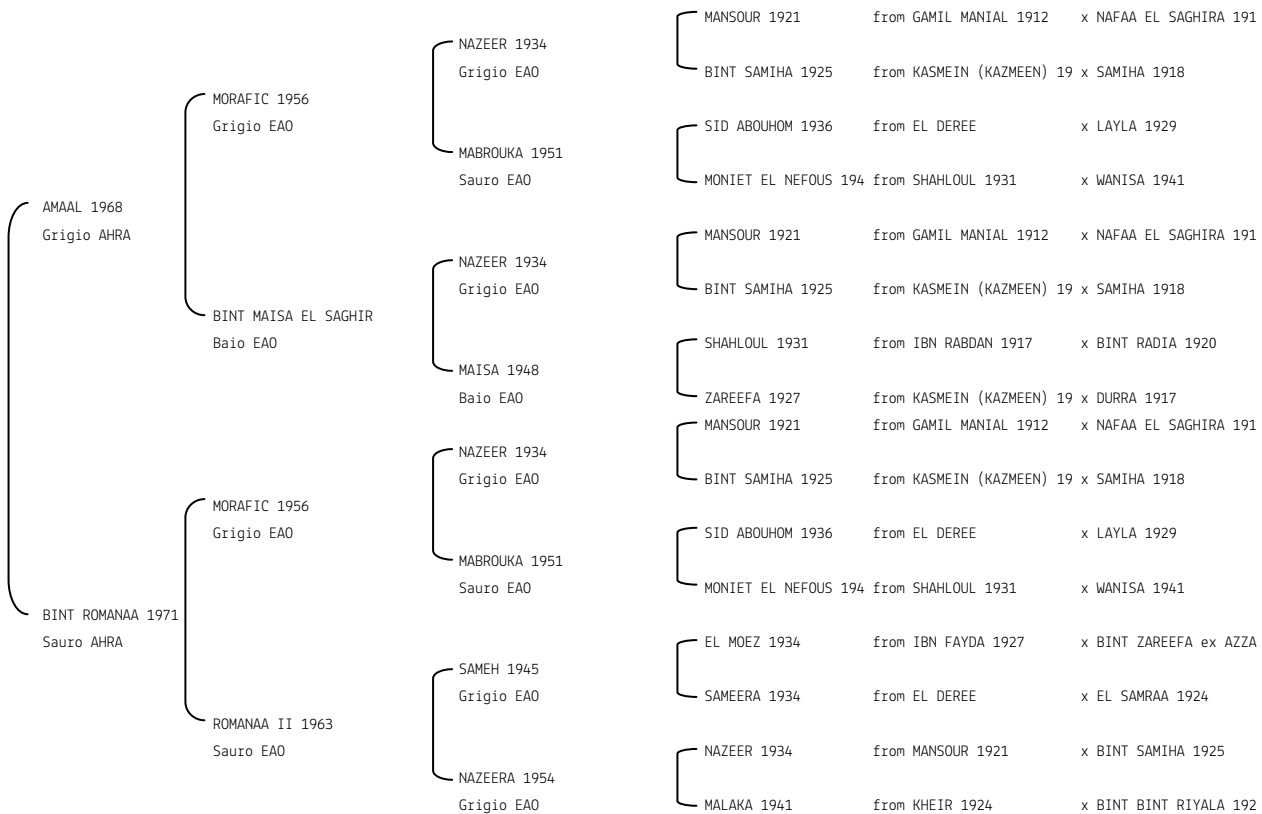 MANSOUR 1921 from GAMIL MANIAL 1912 x NAFAA EL SAGHIRA 191
NAZEER 1934
Grigio EAO
BINT SAMIHA 1925 from KASMEIN (KAZMEEN) 19 x SAMIHA 1918
MORAFIC 1956
Grigio EAO
SID ABOUHOM 1936 from EL DEREE x LAYLA 1929
MABROUKA 1951
Sauro EAO
MONIET EL NEFOUS 194 from SHAHLOUL 1931 x WANISA 1941
AMAAL 1968
Grigio AHRA
MANSOUR 1921 from GAMIL MANIAL 1912 x NAFAA EL SAGHIRA 191
NAZEER 1934
Grigio EAO
BINT SAMIHA 1925 from KASMEIN (KAZMEEN) 19 x SAMIHA 1918
BINT MAISA EL SAGHIR
Baio EAO
SHAHLOUL 1931 from IBN RABDAN 1917 x BINT RADIA 1920
MAISA 1948
Baio EAO
ZAREEFA 1927 from KASMEIN (KAZMEEN) 19 x DURRA 1917
MANSOUR 1921 from GAMIL MANIAL 1912 x NAFAA EL SAGHIRA 191
NAZEER 1934
Grigio EAO
BINT SAMIHA 1925 from KASMEIN (KAZMEEN) 19 x SAMIHA 1918
MORAFIC 1956
Grigio EAO
SID ABOUHOM 1936 from EL DEREE x LAYLA 1929
MABROUKA 1951
Sauro EAO
MONIET EL NEFOUS 194 from SHAHLOUL 1931 x WANISA 1941
BINT ROMANAA 1971
Sauro AHRA
EL MOEZ 1934 from IBN FAYDA 1927 x BINT ZAREEFA ex AZZA
SAMEH 1945
Grigio EAO
SAMEERA 1934 from EL DEREE x EL SAMRAA 1924
ROMANAA II 1963
Sauro EAO
NAZEER 1934 from MANSOUR 1921 x BINT SAMIHA 1925
NAZEERA 1954
Grigio EAO
MALAKA 1941 from KHEIR 1924 x BINT BINT RIYALA 192